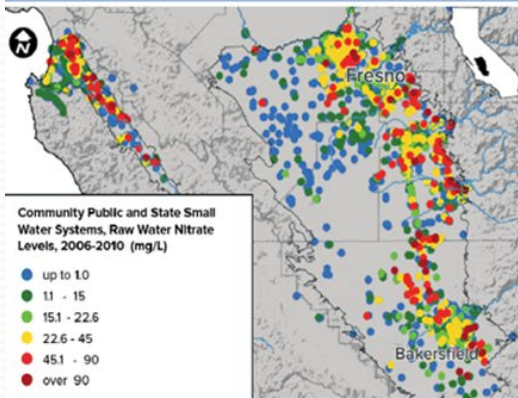 N
Fresno
Community Public and State Small
Water Systems, Raw Water Nitrate
Levels, 2006-2010 (mg/L)
up to 1.0
1.1 - 15
15.1 - 22.6
22.6 - 45
45.1 - 90
over 90
Bakersfield